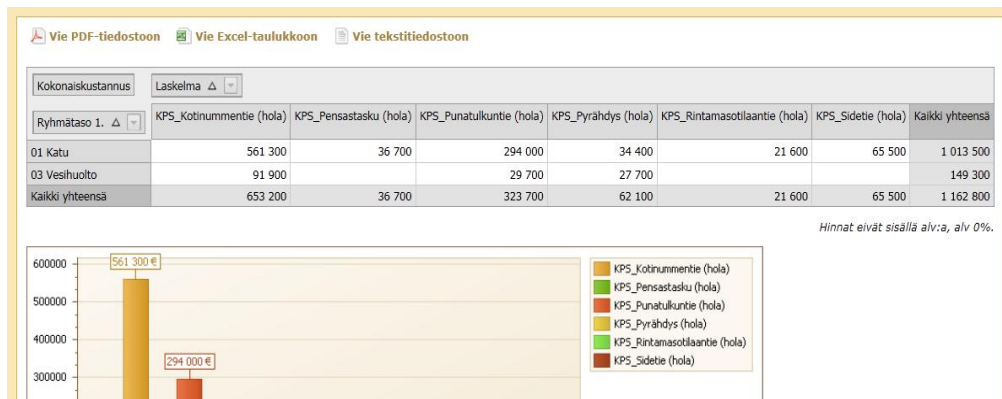 Vie PDF-tiedostoon Vie Excel-taulukkoon Vie tekstitiedostoon
Kokonaiskustannus Laskelma
Ryhmätaso 1. KPS_Kotinummentie (hola) KPS_Pensastasku (hola) KPS_Punatulkuntie (hola) KPS_Pyrähdys (hola) KPS_Rintamasotilaantie (hola) KPS_Sidetie (hola) Kaikki yhteensä
01 Katu 561 300 36 700 294 000 34 400 21 600 65 500 1 013 500
03 Vesihuolto 91 900 29 700 27 700 149 300
Kaikki yhteensä 653 200 36 700 323 700 62 100 21 600 65 500 1 162 800
Hinnat eivät sisällä alv:a, alv 0%.
600000
500000
400000
300000
561 300 €
294 000 €
KPS_Kotinummentie (hola)
KPS_Pensastasku (hola)
KPS_Punatulkuntie (hola)
KPS_Pyrähdys (hola)
KPS_Rintamasotilaantie (hola)
KPS_Sidetie (hola)